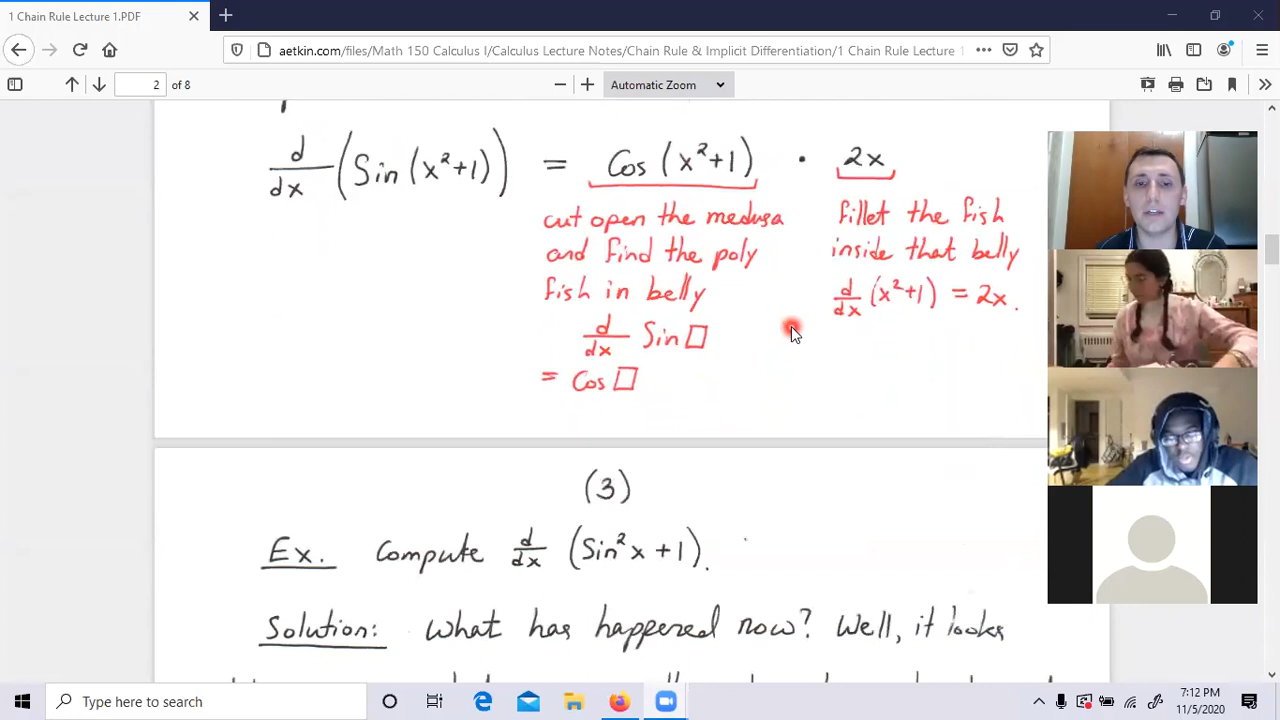 1 Chain Rule Lecture 1.PDF
aetkin.com/files/Math 150 Calculus I/Calculus Lecture Notes/Chain Rule & Implicit Differentiation/1 Chain Rule Lecture 1
2 of 8
Automatic Zoom
d/dx (Sin (x²+1)) = Cos (x²+1) · 2x
cut open the medusa
and find the poly
fish in belly
d/dx Sin □
= Cos □
fillet the fish
inside that belly
d/dx (x²+1) = 2x.
(3)
Ex. Compute d/dx (Sin²x + 1).
Solution: What has happened now? Well, it looks
Type here to search
7:12 PM
11/5/2020